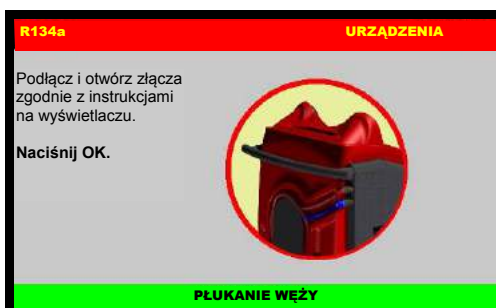 R134a URZĄDZENIA
Podłącz i otwórz złącza
zgodnie z instrukcjami
na wyświetlaczu.
Naciśnij OK.
PŁUKANIE WĘŻY